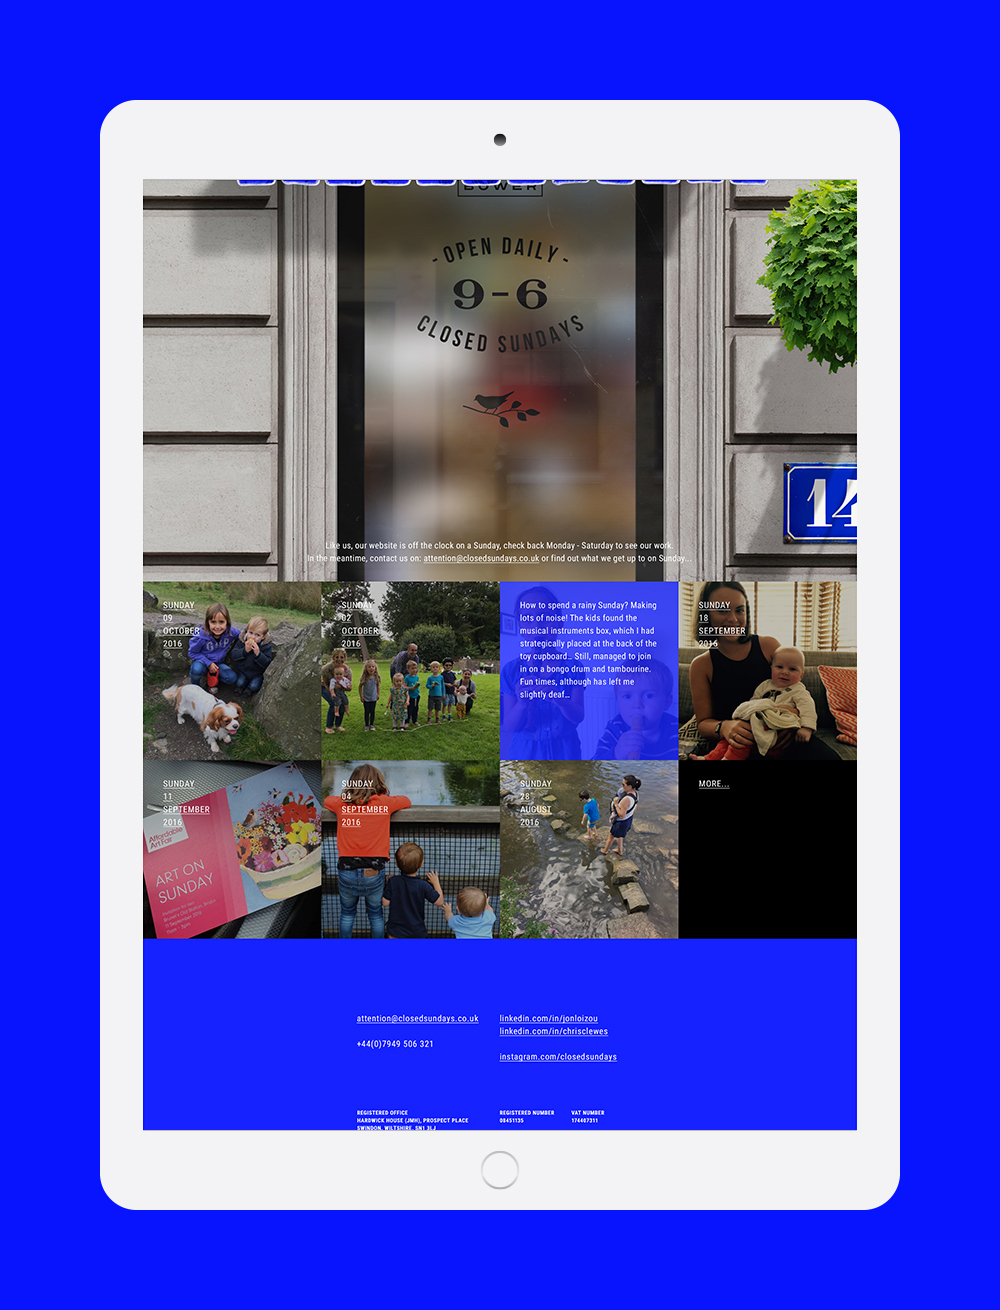 BOWER
- OPEN DAILY -
9-6
CLOSED SUNDAYS
14
Like us, our website is off the clock on a Sunday, check back Monday - Saturday to see our work.
In the meantime, contact us on: attention@closedsundays.co.uk or find out what we get up to on Sunday...
SUNDAY
09
OCTOBER
2016
SUNDAY
02
OCTOBER
2016
How to spend a rainy Sunday? Making
lots of noise! The kids found the
musical instruments box, which I had
strategically placed at the back of the
toy cupboard... Still, managed to join
in on a bongo drum and tambourine.
Fun times, although has left me
slightly deaf...
SUNDAY
18
SEPTEMBER
2016
SUNDAY
11
SEPTEMBER
2016
Affordable
Art Fair
ART ON
SUNDAY
SUNDAY
04
SEPTEMBER
2016
SUNDAY
28
AUGUST
2016
MORE...
attention@closedsundays.co.uk
+44(0)7949 506 321
linkedin.com/in/jonloizou
linkedin.com/in/chrisclewes
instagram.com/closedsundays
REGISTERED OFFICE
HARDWICK HOUSE (JMH), PROSPECT PLACE
SWINDON, WILTSHIRE, SN1 3LJ
REGISTERED NUMBER
08451135
VAT NUMBER
174407311